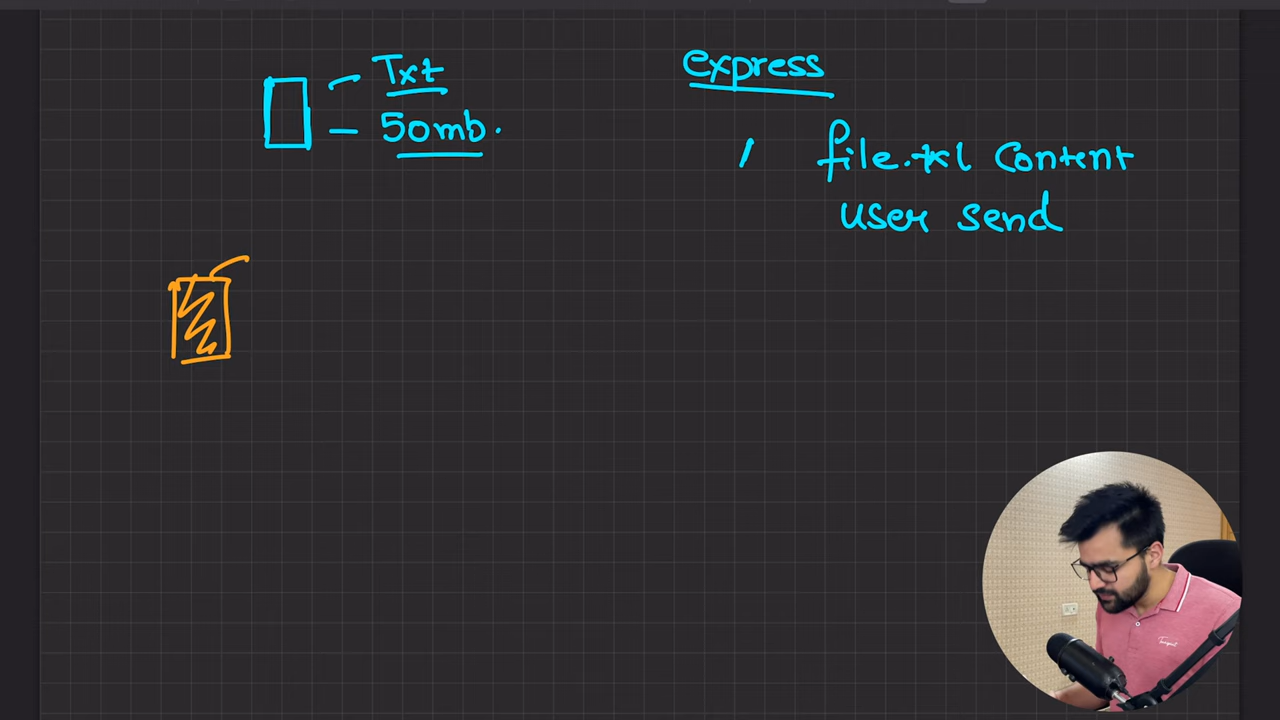 Txt
50mb.
express
/ file.txt Content
user send